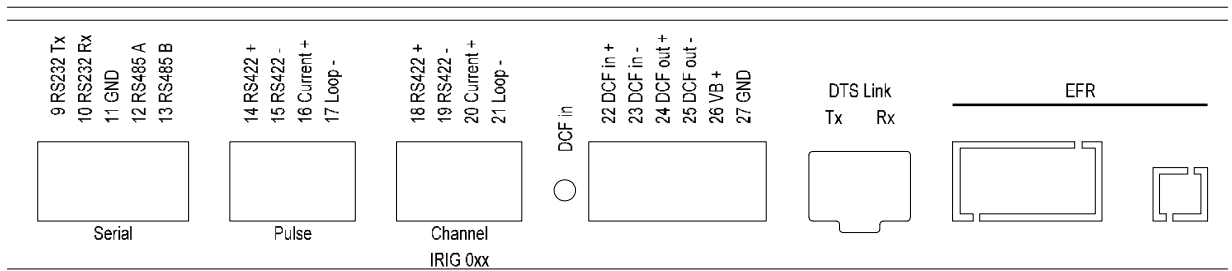 9 RS232 Tx
10 RS232 Rx
11 GND
12 RS485 A
13 RS485 B
Serial
14 RS422 +
15 RS422 -
16 Current +
17 Loop -
Pulse
18 RS422 +
19 RS422 -
20 Current +
21 Loop -
Channel
IRIG 0xx
DCF in
22 DCF in +
23 DCF in -
24 DCF out +
25 DCF out -
26 VB +
27 GND
DTS Link
Tx Rx
EFR